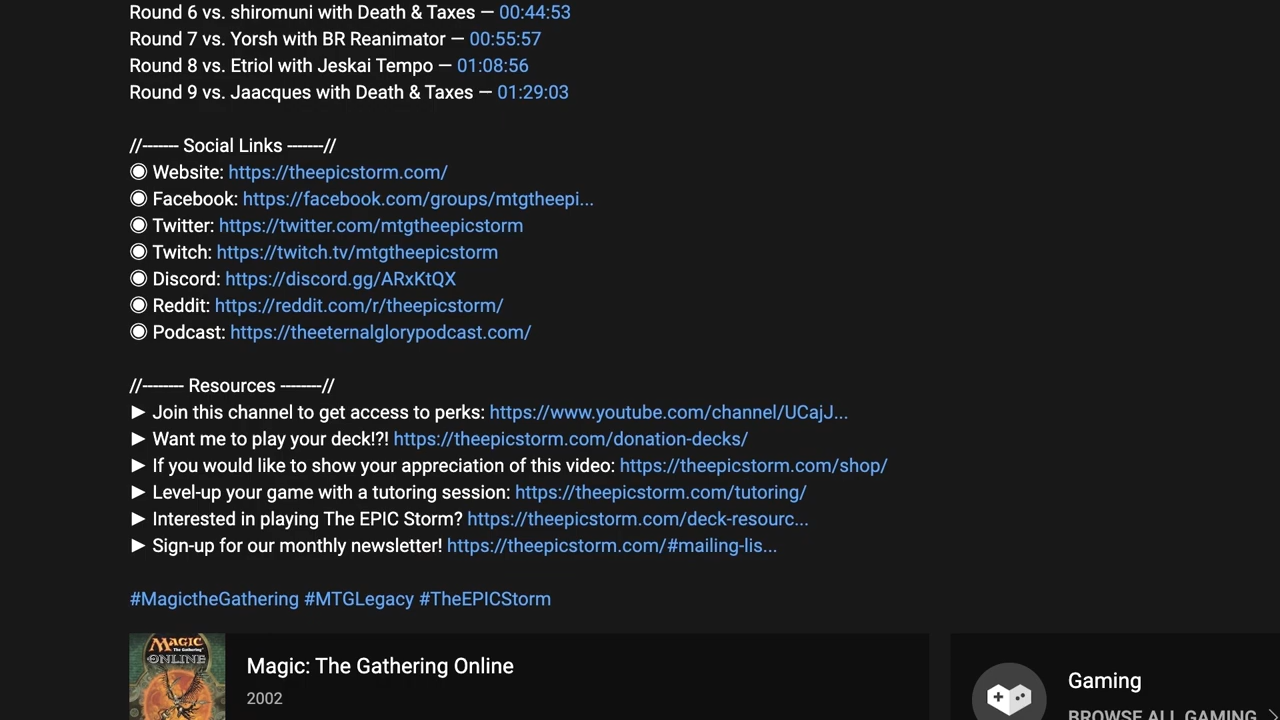 Round 6 vs. shiromuni with Death & Taxes — 00:44:53
Round 7 vs. Yorsh with BR Reanimator — 00:55:57
Round 8 vs. Etriol with Jeskai Tempo — 01:08:56
Round 9 vs. Jaacques with Death & Taxes — 01:29:03
//------- Social Links -------//
◉ Website: https://theepicstorm.com/
◉ Facebook: https://facebook.com/groups/mtgtheepi...
◉ Twitter: https://twitter.com/mtgtheepicstorm
◉ Twitch: https://twitch.tv/mtgtheepicstorm
◉ Discord: https://discord.gg/ARxKtQX
◉ Reddit: https://reddit.com/r/theepicstorm/
◉ Podcast: https://theeternalglorypodcast.com/
//-------- Resources --------//
► Join this channel to get access to perks: https://www.youtube.com/channel/UCajJ...
► Want me to play your deck!?! https://theepicstorm.com/donation-decks/
► If you would like to show your appreciation of this video: https://theepicstorm.com/shop/
► Level-up your game with a tutoring session: https://theepicstorm.com/tutoring/
► Interested in playing The EPIC Storm? https://theepicstorm.com/deck-resourc...
► Sign-up for our monthly newsletter! https://theepicstorm.com/#mailing-lis...
#MagictheGathering #MTGLegacy #TheEPICStorm
MAGIC
The Gathering
ONLINE
Magic: The Gathering Online
2002
Gaming
BROWSE ALL GAMING